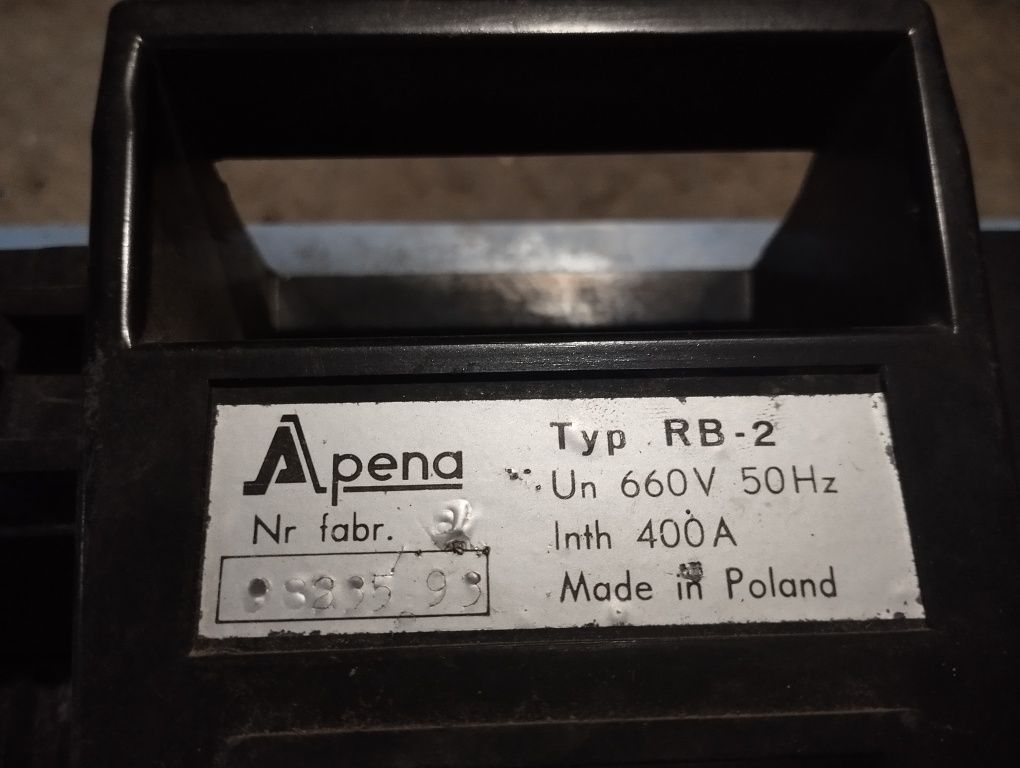 Apena
Nr fabr.
Typ RB-2
Un 660V 50Hz
Inth 400A
Made in Poland